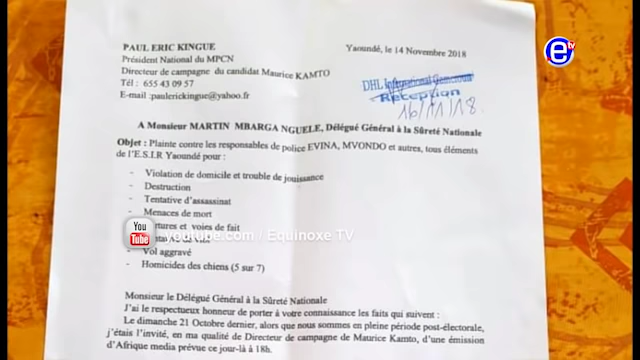 PAUL ERIC KINGUE
Président National du MPCN
Directeur de campagne du candidat Maurice KAMTO
Tél : 655 43 09 57
E-mail :paulerickingue@yahoo.fr
Yaoundé, le 14 Novembre 2018
DHL International Cameroun
Réception
16/11/18
e tv
A Monsieur MARTIN MBARGA NGUELE, Délégué Général à la Sûreté Nationale
Objet : Plainte contre les responsables de police EVINA, MVONDO et autres, tous éléments
de l'E.S.I.R Yaoundé pour :
- Violation de domicile et trouble de jouissance
- Destruction
- Tentative d'assassinat
- Menaces de mort
- et voies de fait
You Tube youtube.com / Equinoxe TV
- Vol aggravé
- Homicides des chiens (5 sur 7)
Monsieur le Délégué Général à la Sûreté Nationale
J'ai le respectueux honneur de porter à votre connaissance les faits qui suivent :
Le dimanche 21 Octobre dernier, alors que nous sommes en pleine période post-électorale,
j'étais l'invité, en ma qualité de Directeur de campagne de Maurice Kamto, d'une émission
d'Afrique media prévue ce jour-là à 18h.